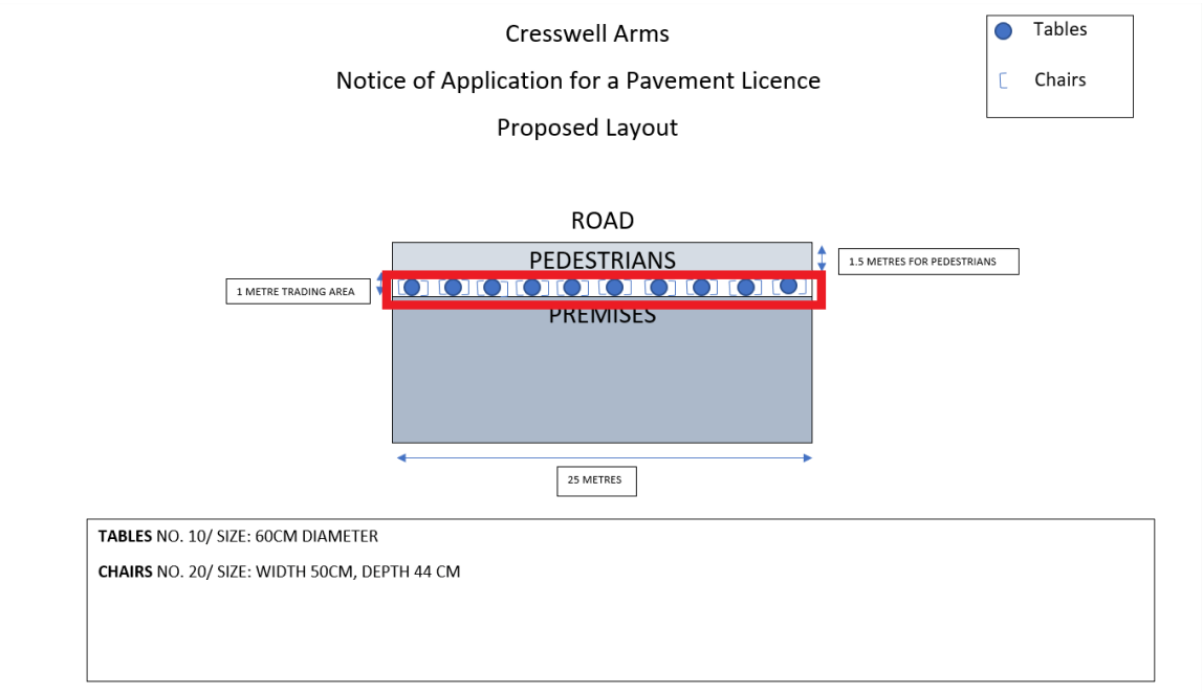 Cresswell Arms
Notice of Application for a Pavement Licence
Proposed Layout
Tables
Chairs
ROAD
PEDESTRIANS
1.5 METRES FOR PEDESTRIANS
1 METRE TRADING AREA
PREMISES
25 METRES
TABLES NO. 10/ SIZE: 60CM DIAMETER
CHAIRS NO. 20/ SIZE: WIDTH 50CM, DEPTH 44 CM